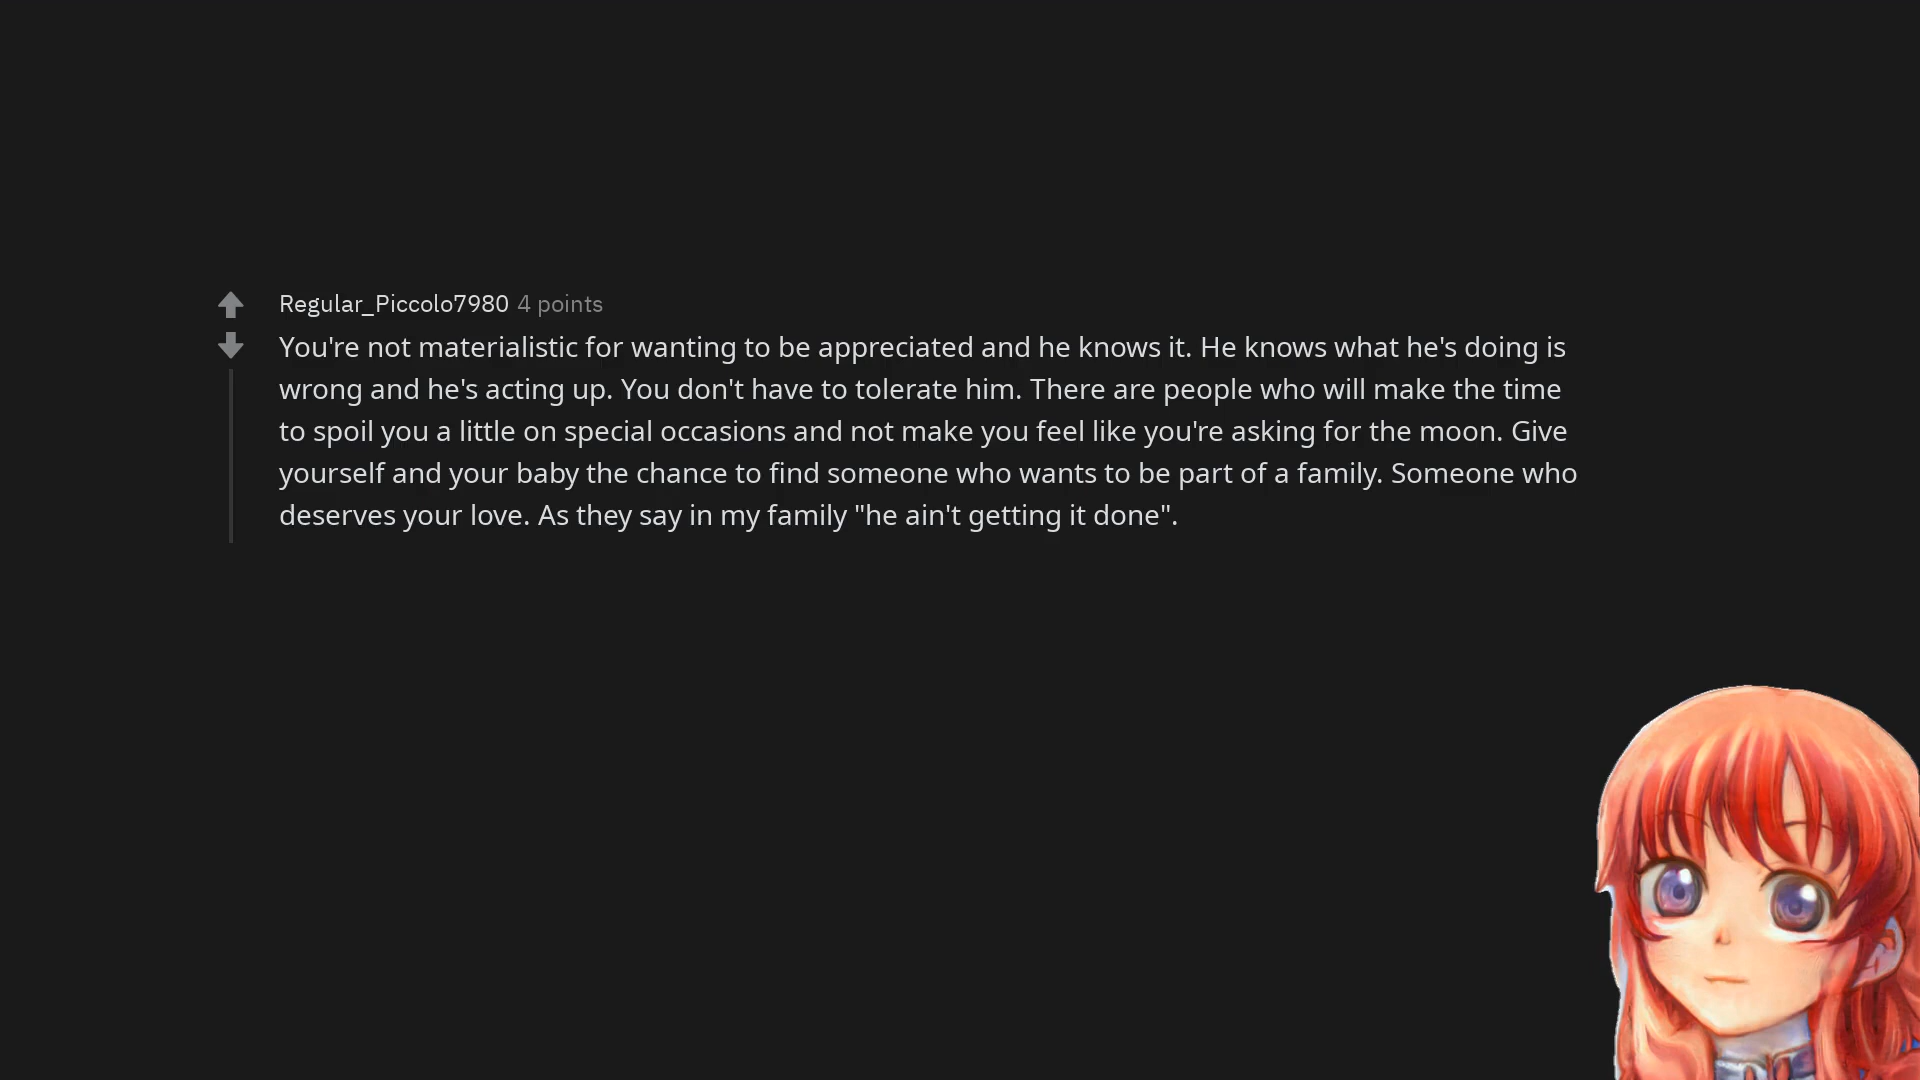 Regular_Piccolo7980 4 points
You're not materialistic for wanting to be appreciated and he knows it. He knows what he's doing is
wrong and he's acting up. You don't have to tolerate him. There are people who will make the time
to spoil you a little on special occasions and not make you feel like you're asking for the moon. Give
yourself and your baby the chance to find someone who wants to be part of a family. Someone who
deserves your love. As they say in my family "he ain't getting it done".